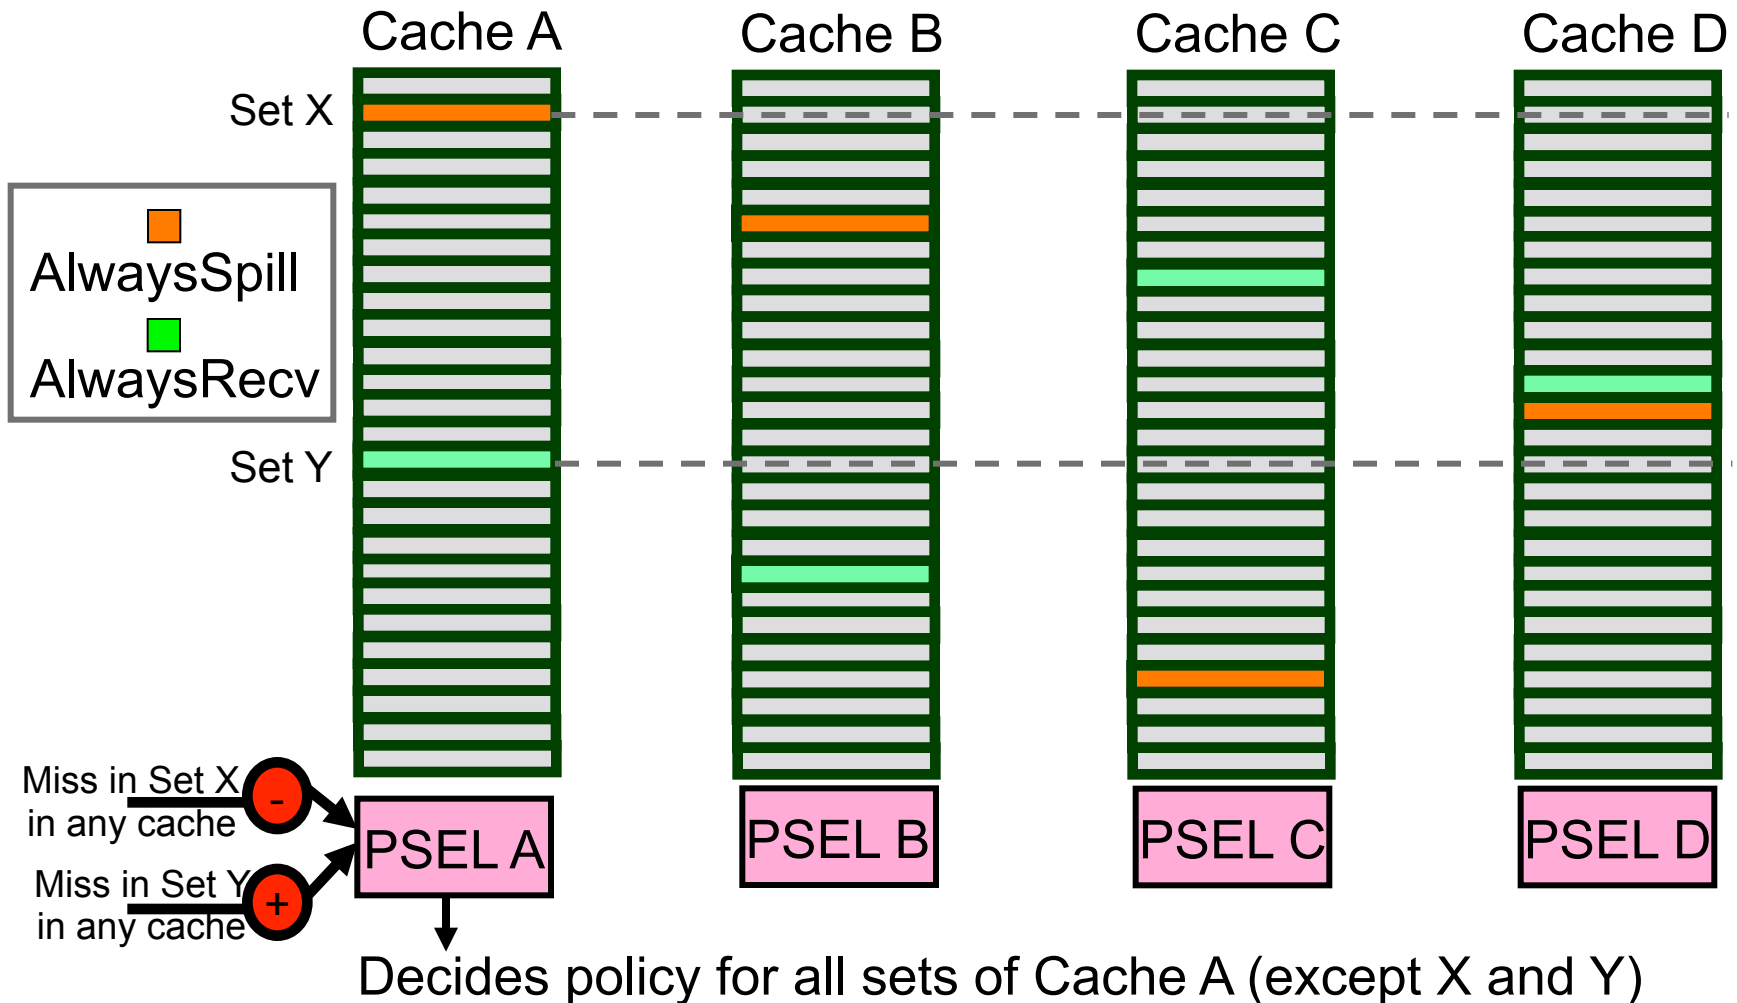 Cache A
Cache B
Cache C
Cache D
Set X
AlwaysSpill
AlwaysRecv
Set Y
Miss in Set X
in any cache
-
Miss in Set Y
in any cache
+
PSEL A
PSEL B
PSEL C
PSEL D
Decides policy for all sets of Cache A (except X and Y)